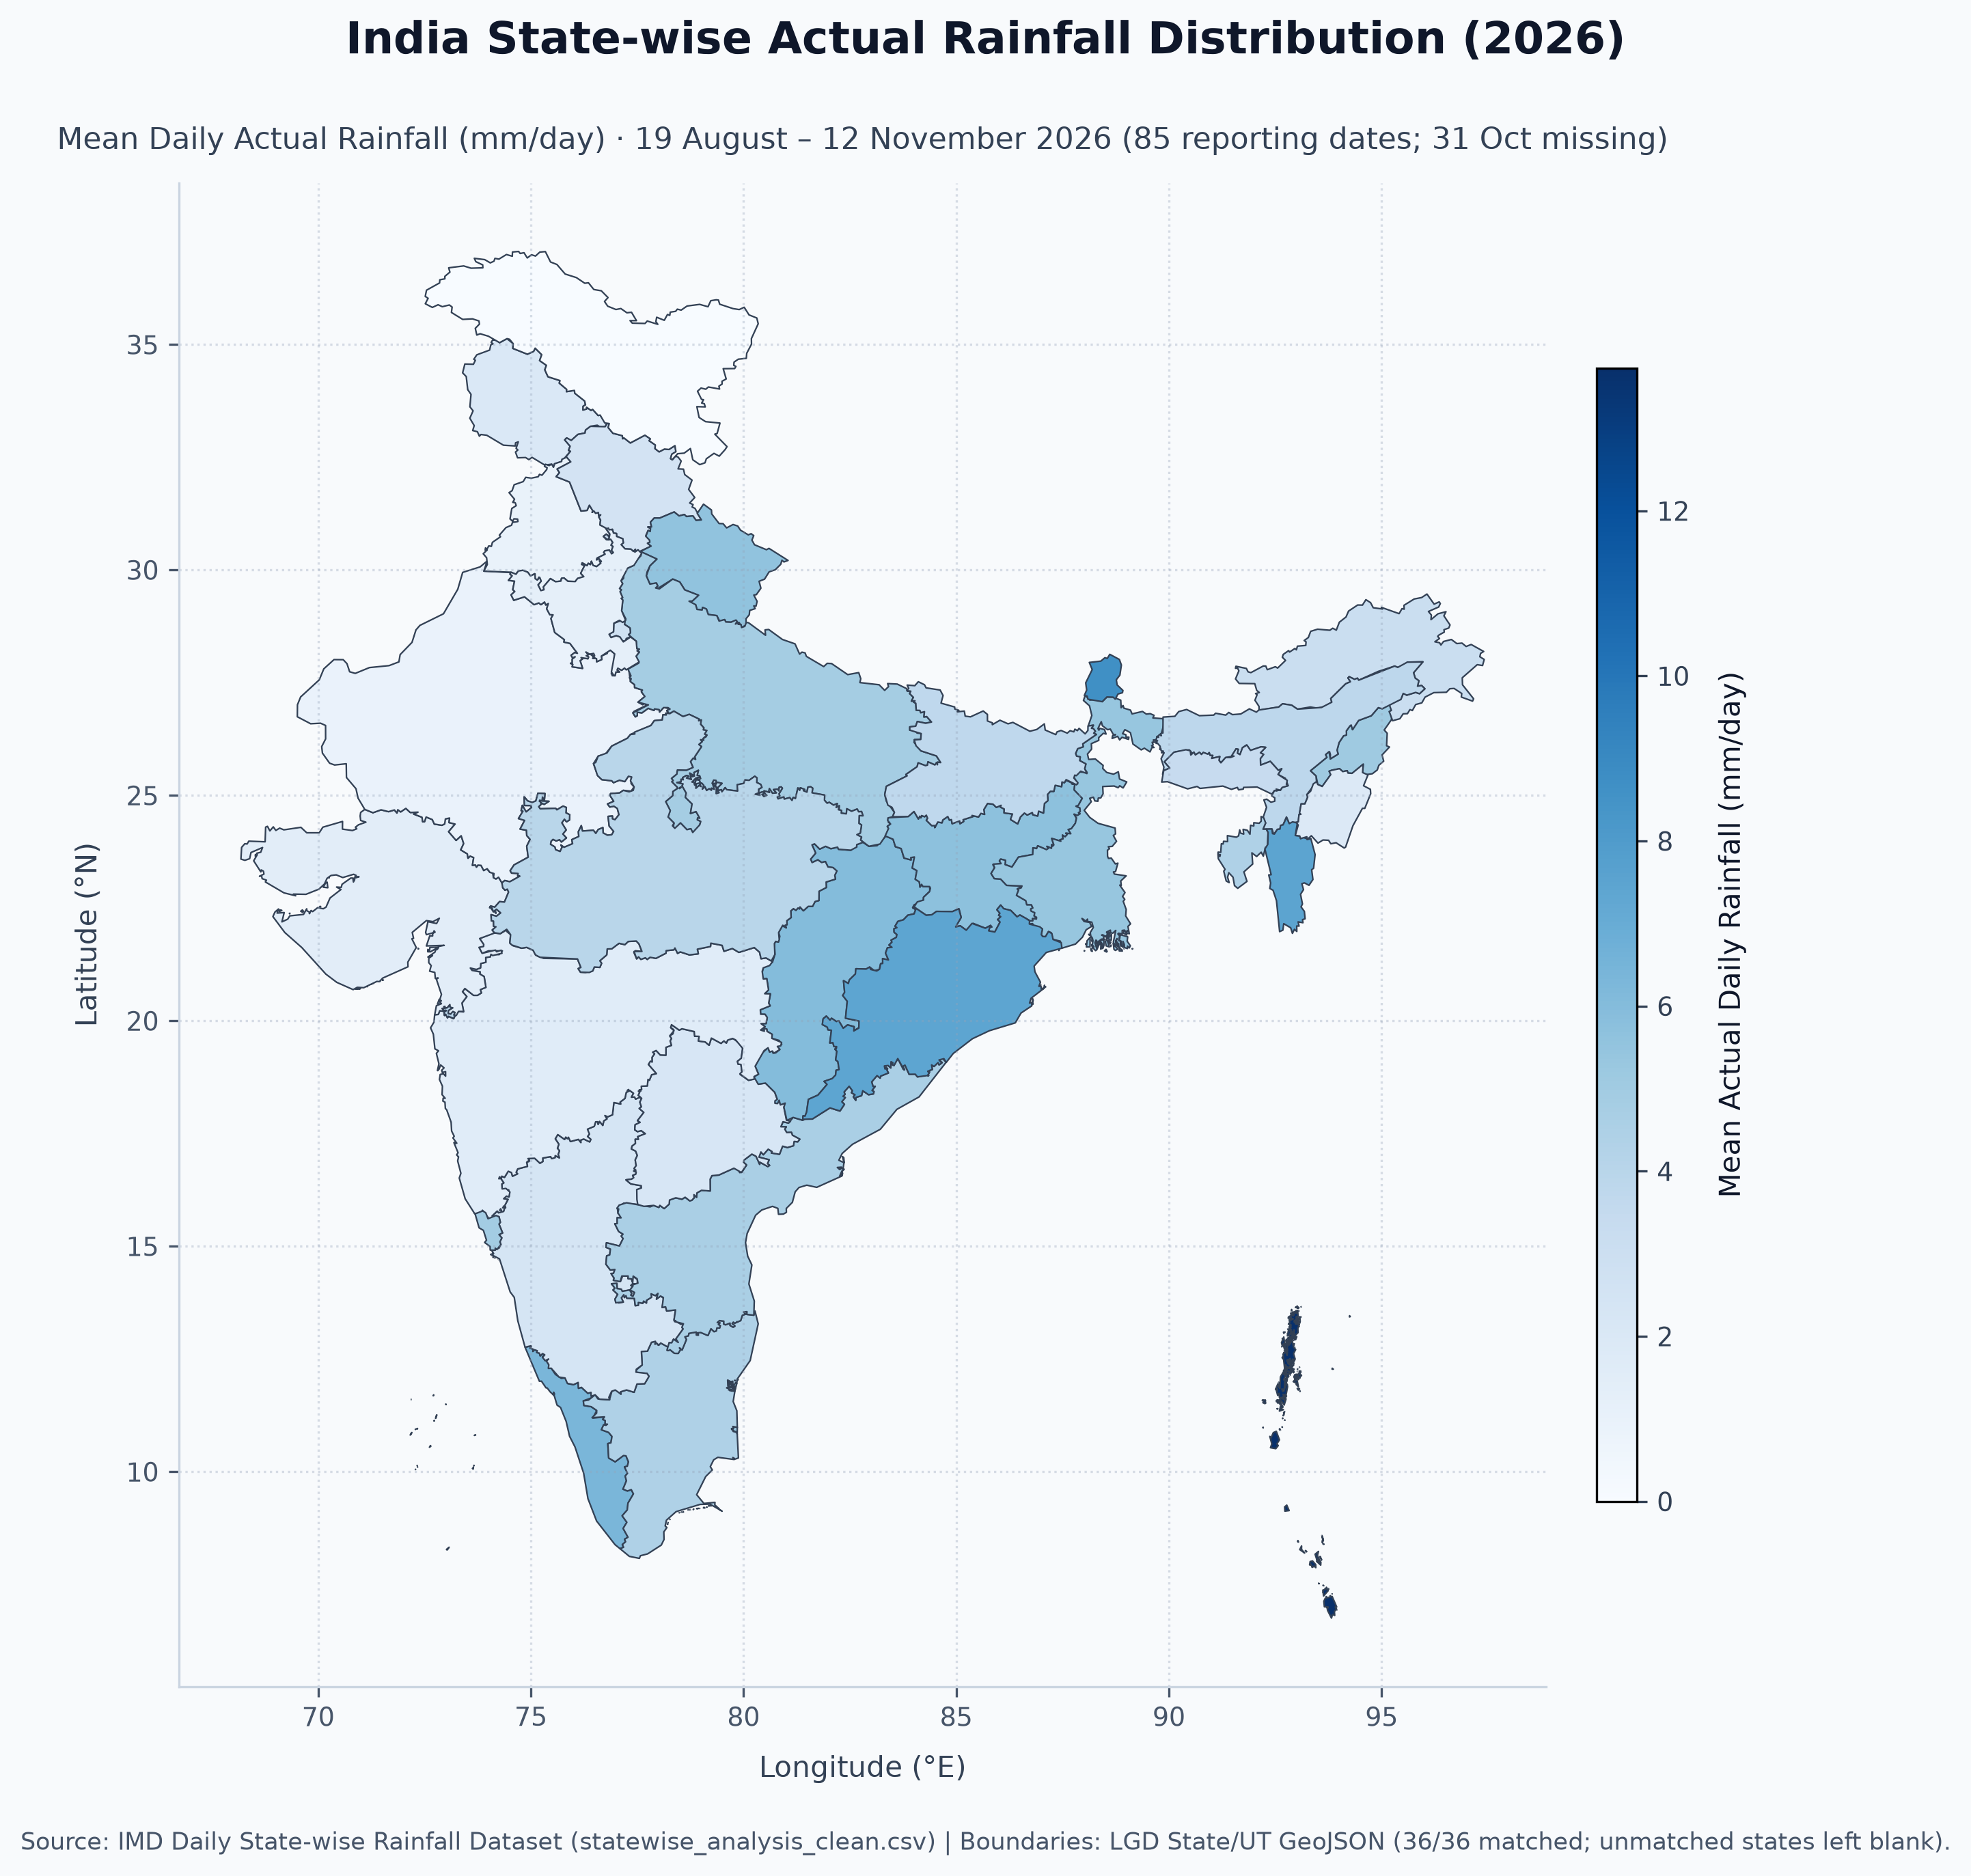 India State-wise Actual Rainfall Distribution (2026)
Mean Daily Actual Rainfall (mm/day) · 19 August – 12 November 2026 (85 reporting dates; 31 Oct missing)
35
30
25
20
15
10
Latitude (°N)
70 75 80 85 90 95
Longitude (°E)
12
10
8
6
4
2
0
Mean Actual Daily Rainfall (mm/day)
Source: IMD Daily State-wise Rainfall Dataset (statewise_analysis_clean.csv) | Boundaries: LGD State/UT GeoJSON (36/36 matched; unmatched states left blank).